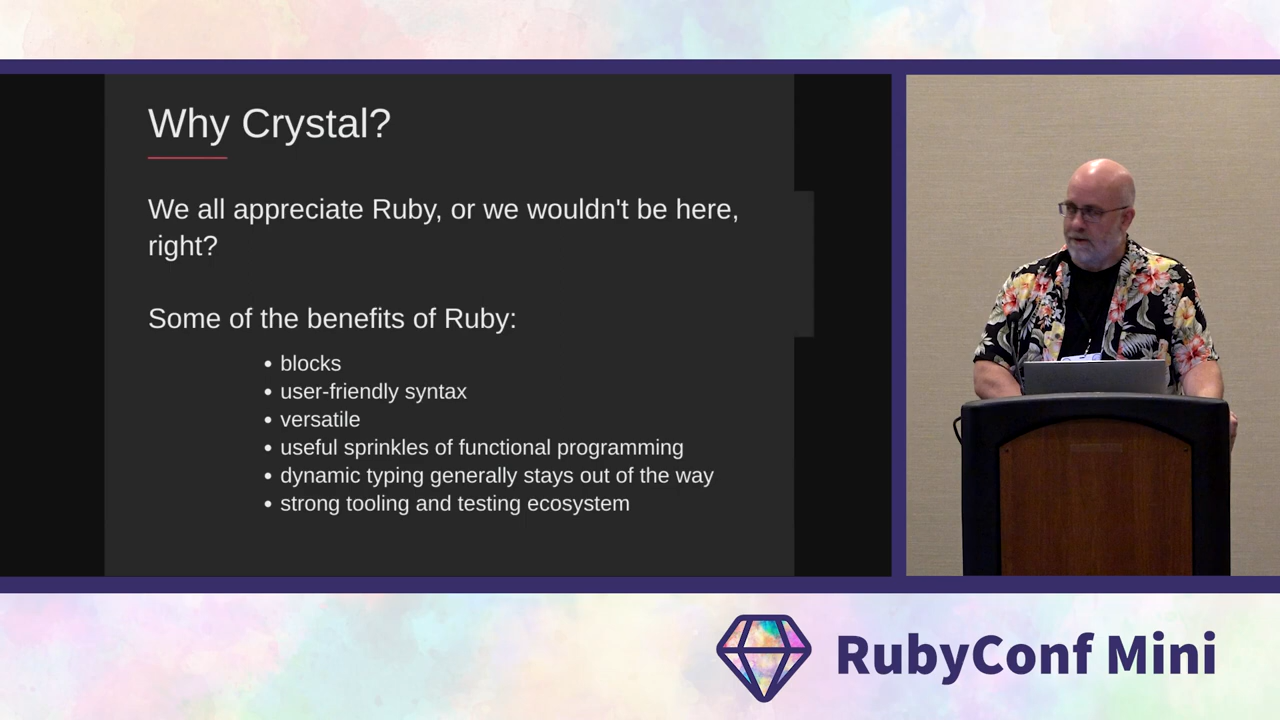 Why Crystal?
We all appreciate Ruby, or we wouldn't be here,
right?
Some of the benefits of Ruby:
• blocks
• user-friendly syntax
• versatile
• useful sprinkles of functional programming
• dynamic typing generally stays out of the way
• strong tooling and testing ecosystem
RubyConf Mini